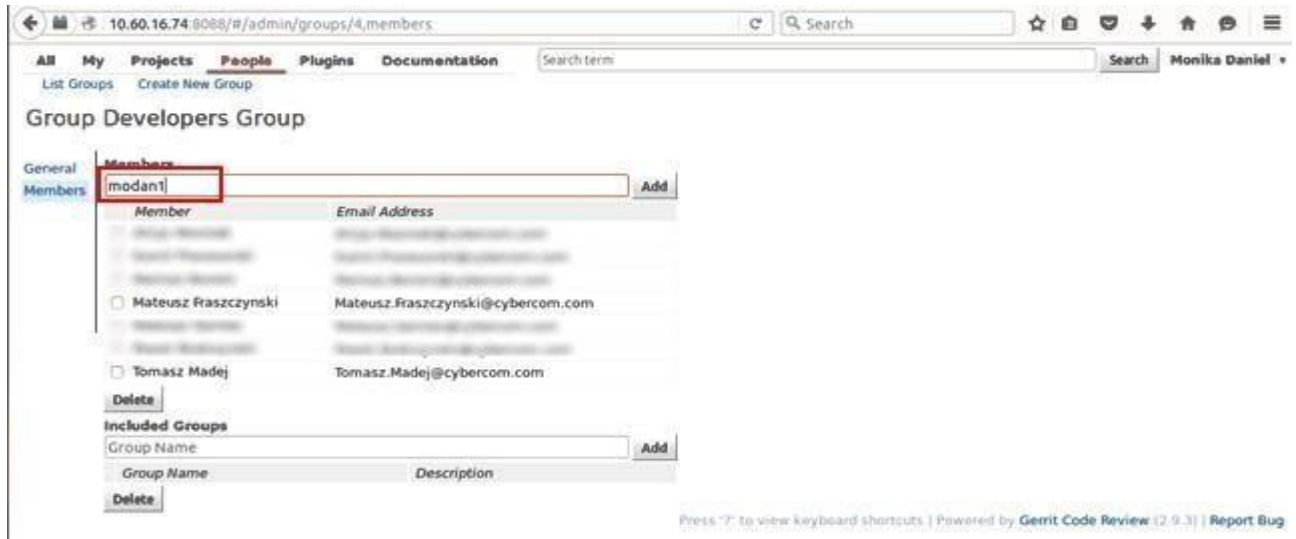 10.60.16.74:8088/#/admin/groups/4,members
Search
All My Projects People Plugins Documentation
Search term
Search
Monika Daniel
List Groups Create New Group
Group Developers Group
General
Members
Members
modan1
Add
Member Email Address
Mateusz Fraszczynski Mateusz.Fraszczynski@cybercom.com
Tomasz Madej Tomasz.Madej@cybercom.com
Delete
Included Groups
Group Name
Add
Group Name Description
Delete
Press '?' to view keyboard shortcuts | Powered by Gerrit Code Review (2.9.3) | Report Bug